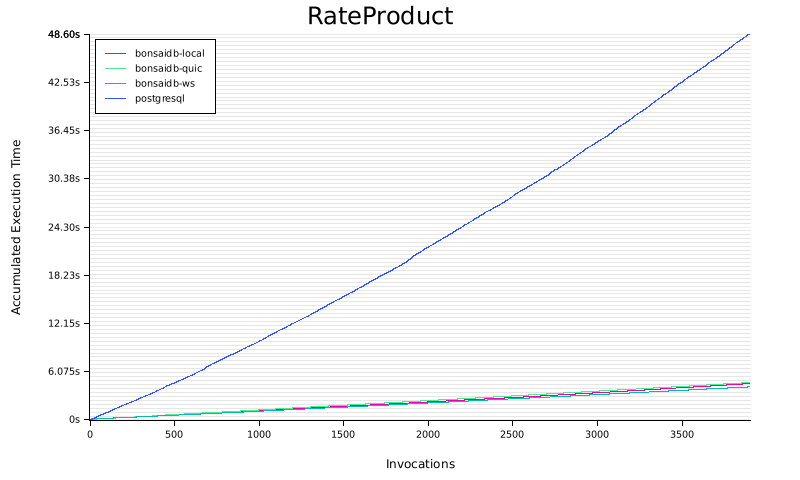 RateProduct
48.60s
42.53s
36.45s
30.38s
24.30s
18.23s
12.15s
6.075s
0s
Accumulated Execution Time
bonsaidb-local
bonsaidb-quic
bonsaidb-ws
postgresql
0 500 1000 1500 2000 2500 3000 3500
Invocations